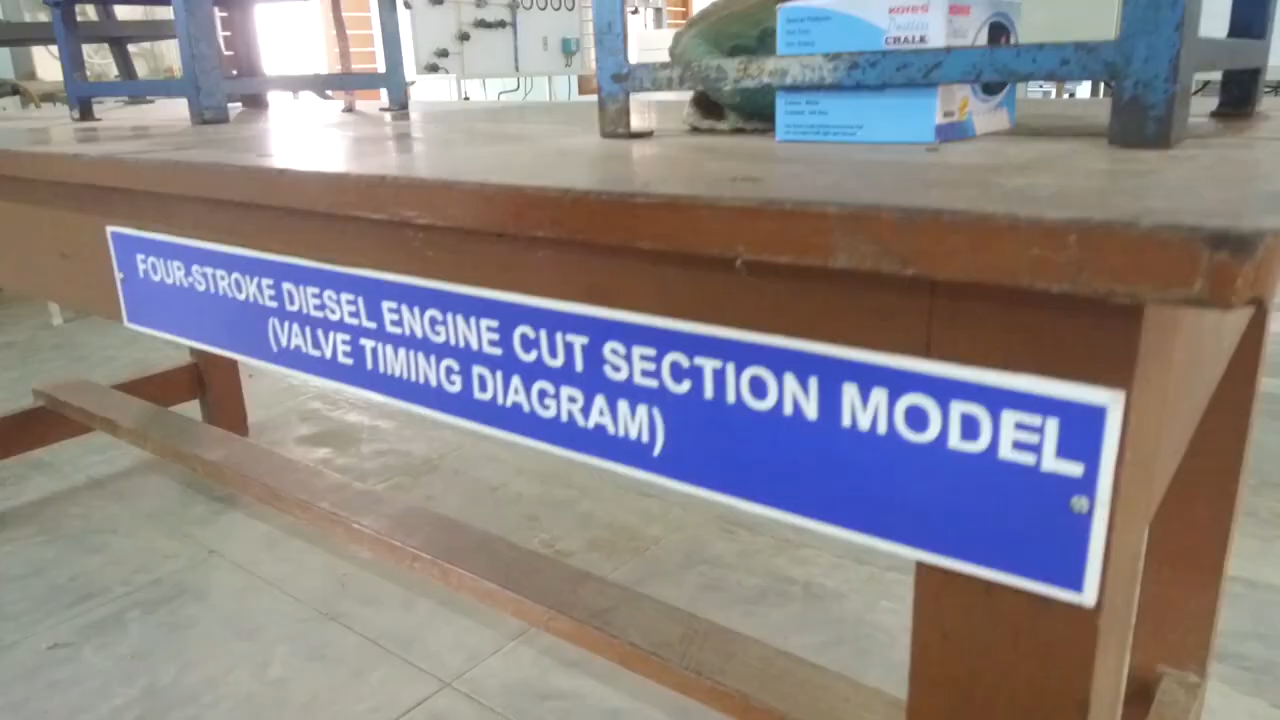 KORES
CHALK
FOUR-STROKE DIESEL ENGINE CUT SECTION MODEL
(VALVE TIMING DIAGRAM)